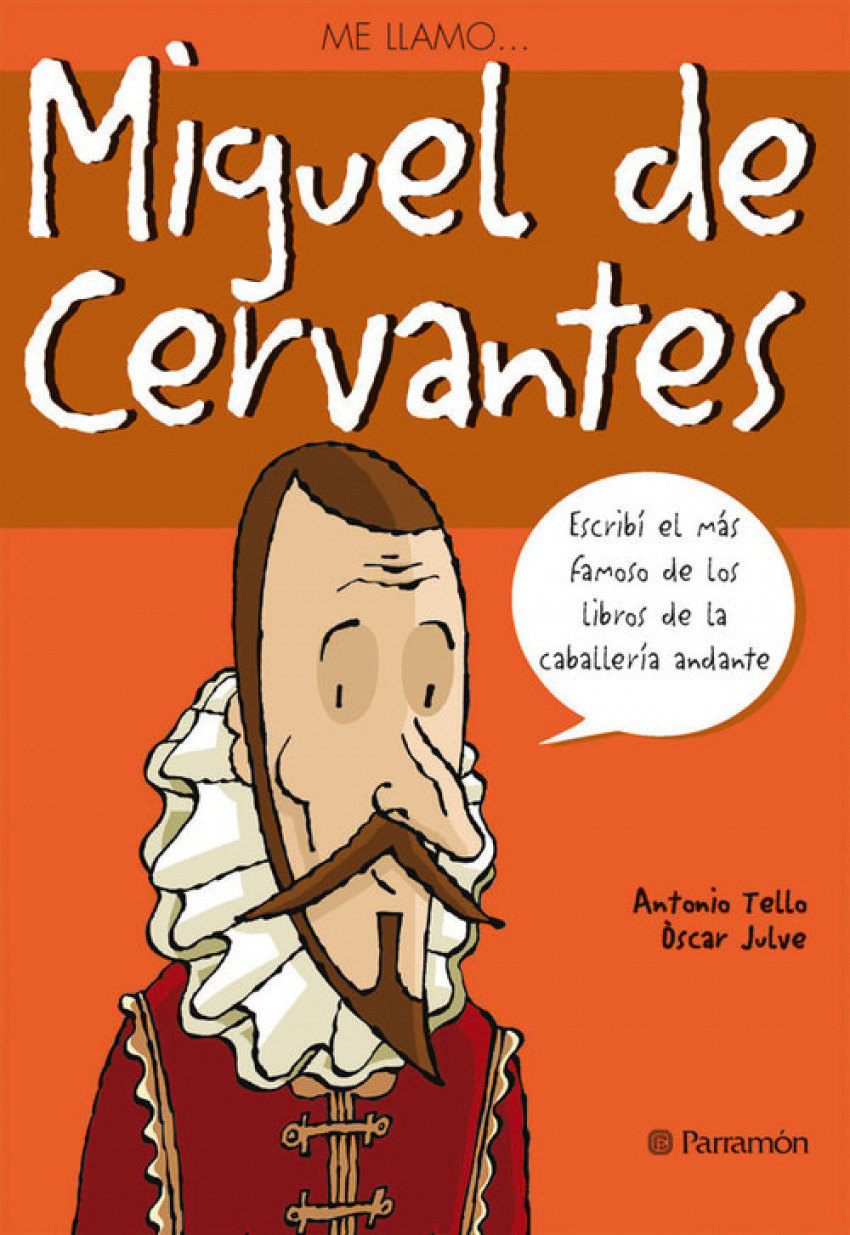 ME LLAMO...
Miguel de
Cervantes
Escribí el más
famoso de los
libros de la
caballería andante
Antonio Tello
Òscar Julve
Parramón